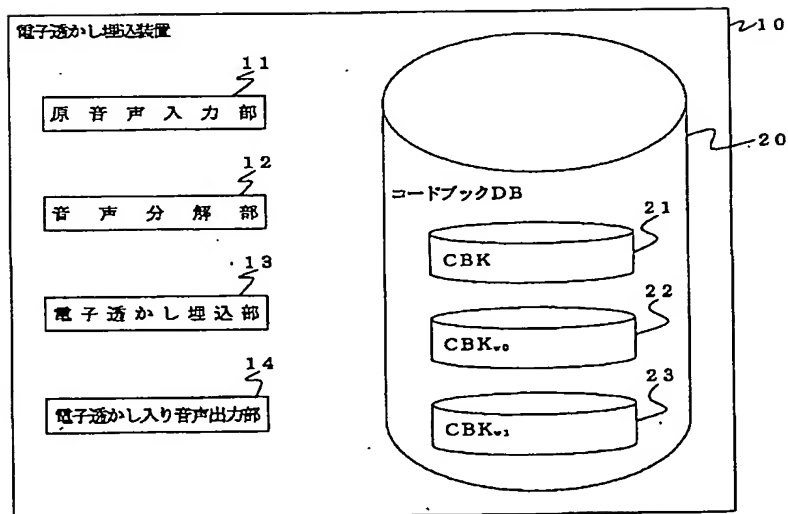 電子透かし埋込装置
10
11
原音声入力部
20
12
コードブックDB
音声分解部
21
CBK
13
電子透かし埋込部
22
CBKw0
14
電子透かし入り音声出力部
23
CBKw1